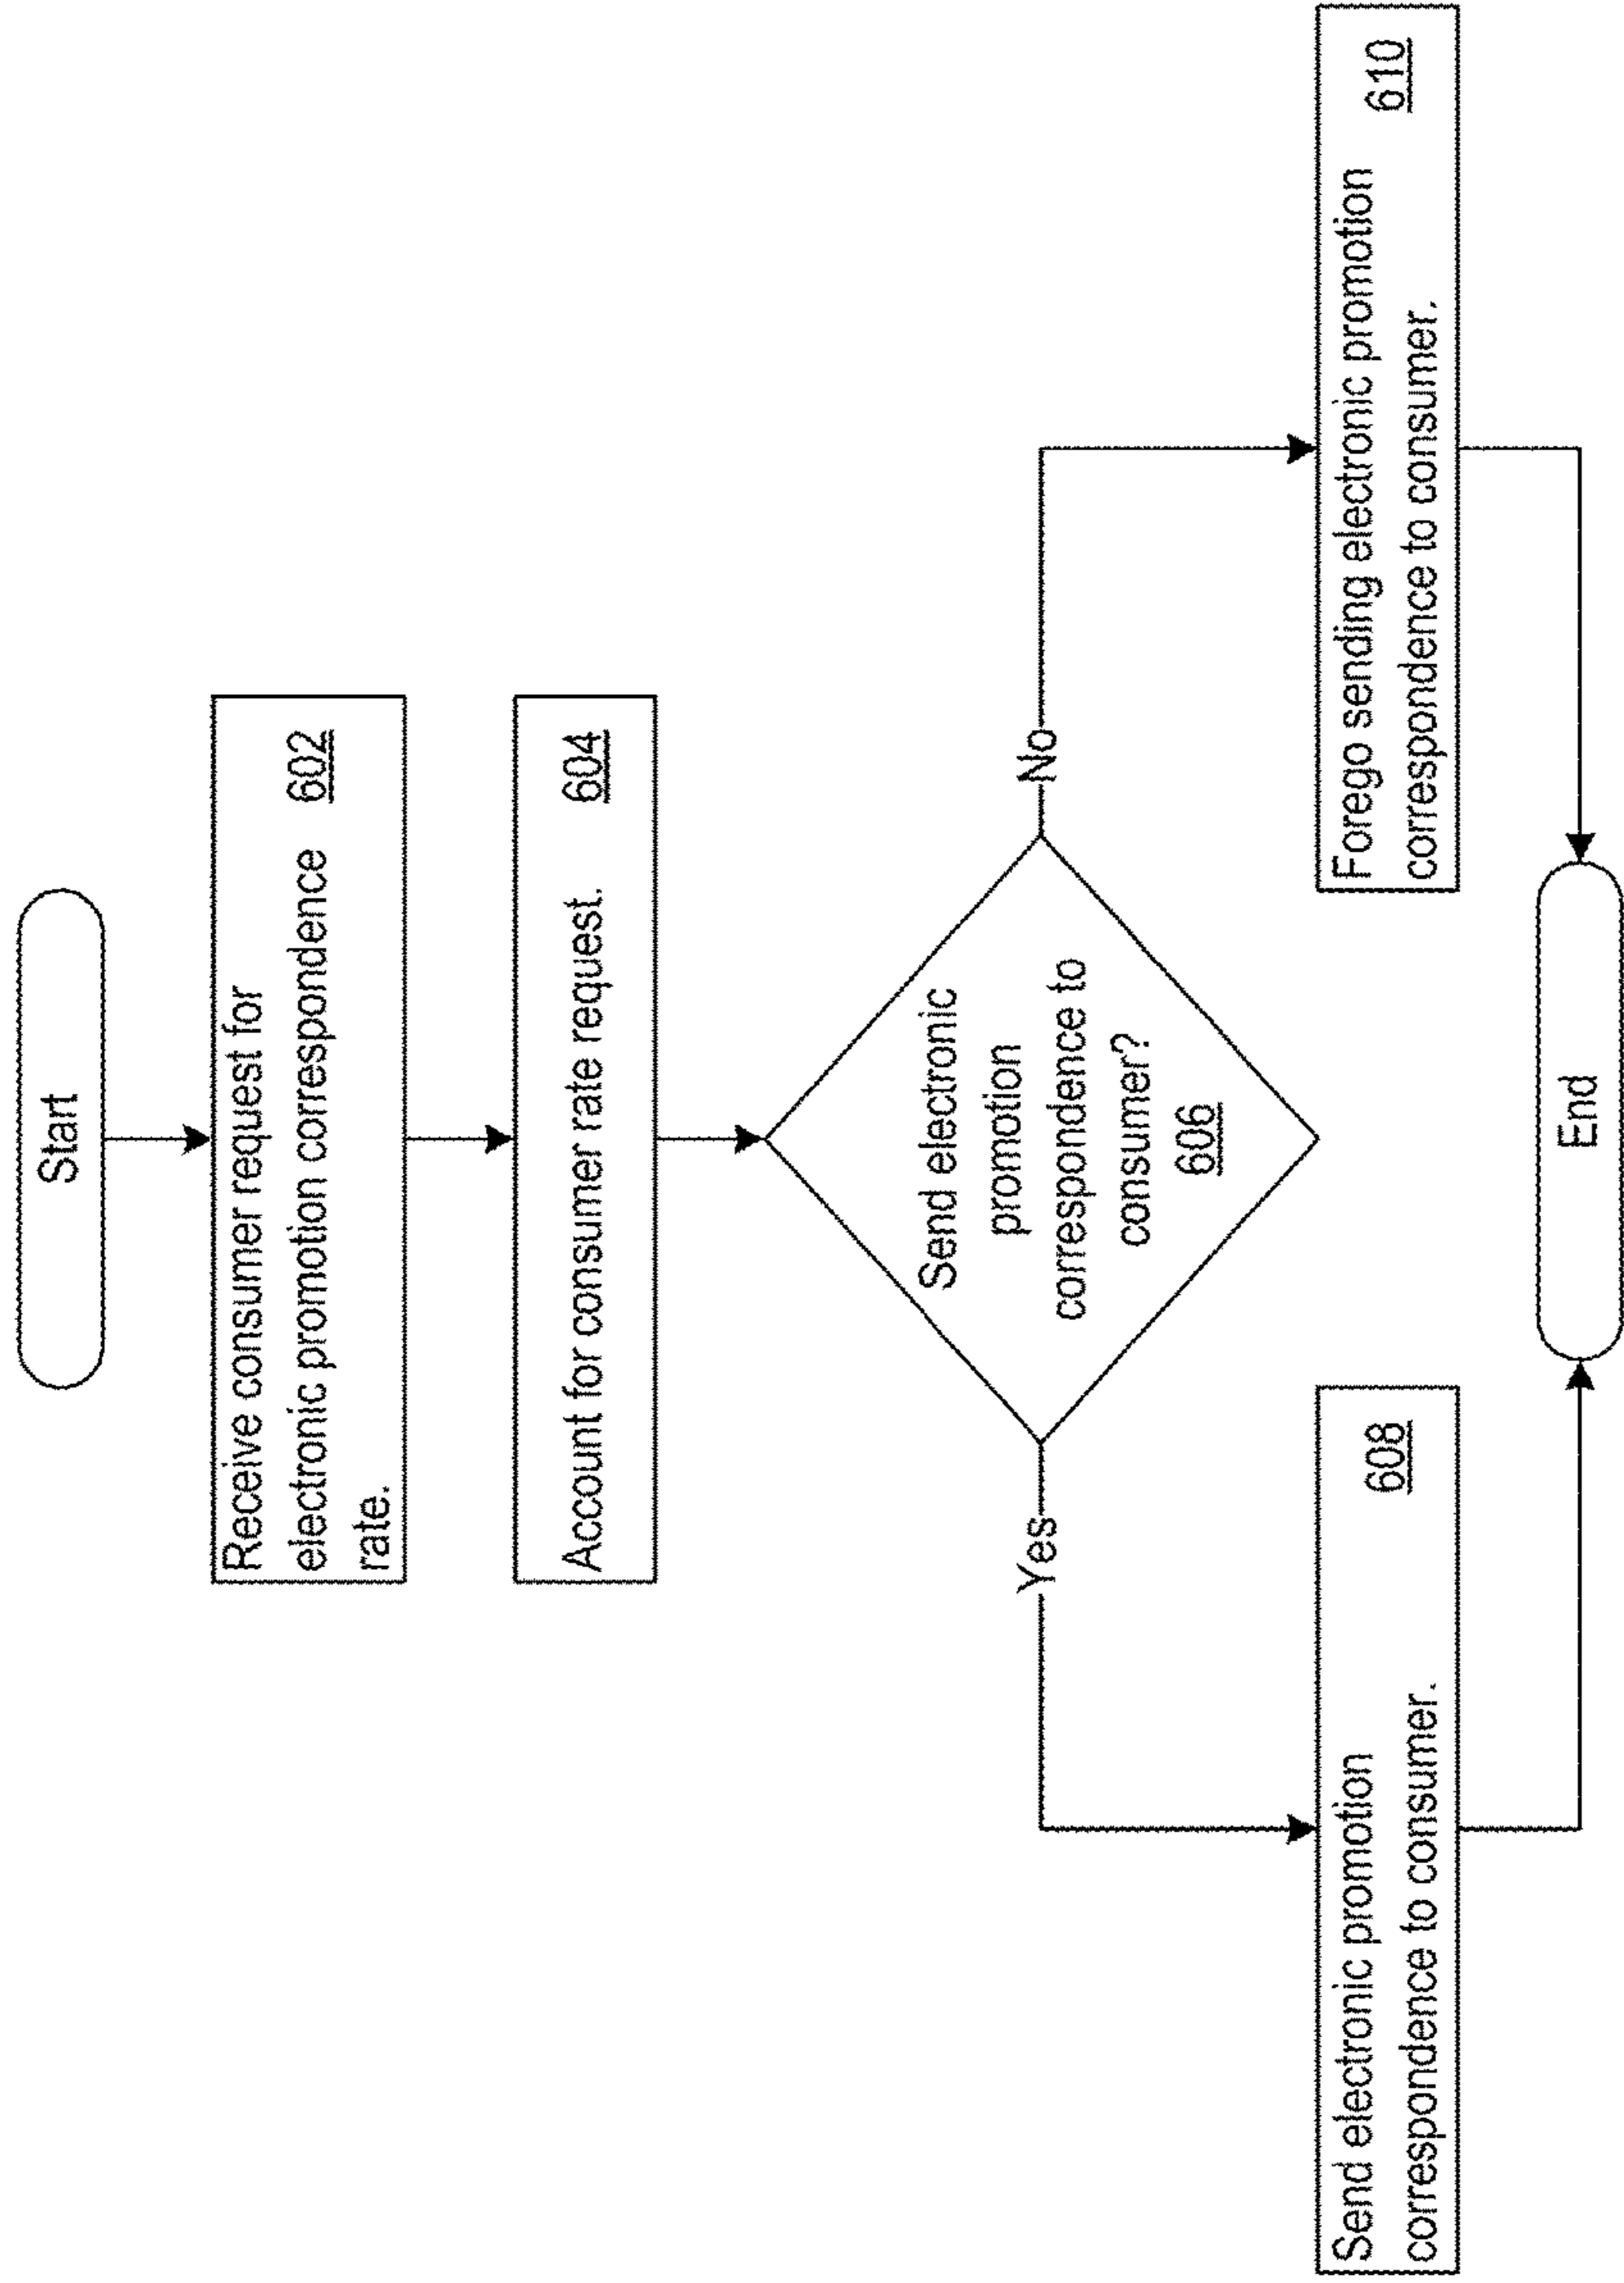 Start
Receive consumer request for
electronic promotion correspondence 602
rate.
Account for consumer rate request. 604
Send electronic
promotion
correspondence to
consumer?
606
Yes
No
Send electronic promotion
608
correspondence to consumer.
Forego sending electronic promotion
610
correspondence to consumer.
End